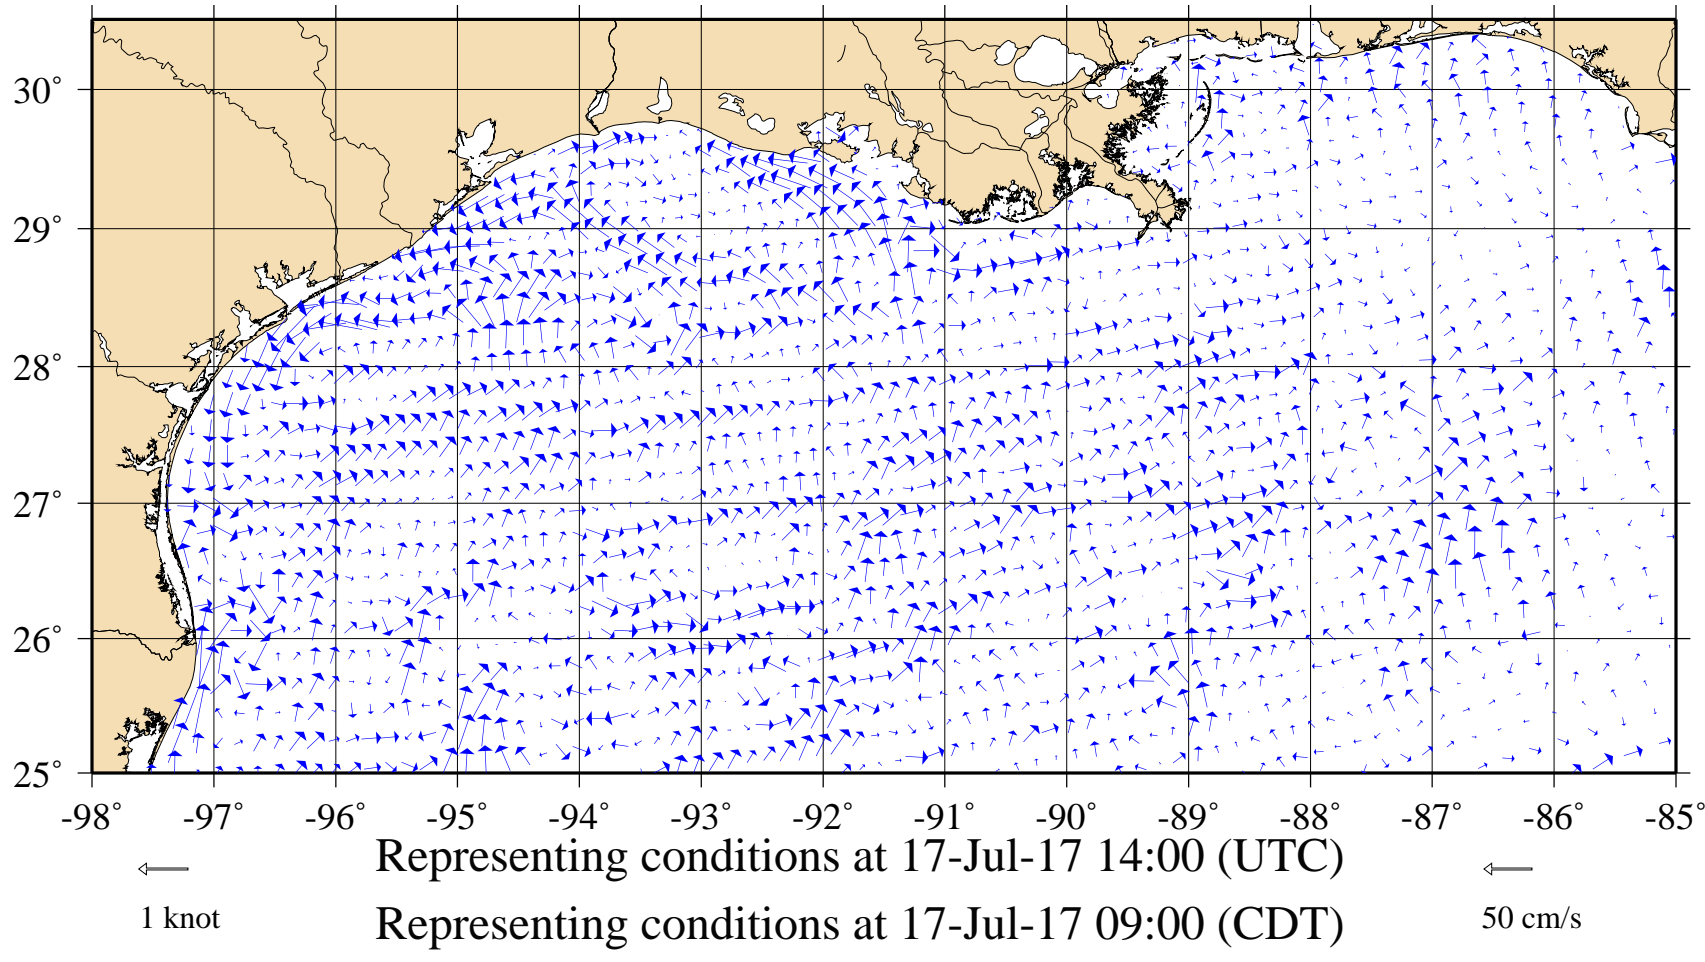 30°
29°
28°
27°
26°
25°
-98° -97° -96° -95° -94° -93° -92° -91° -90° -89° -88° -87° -86° -85°
Representing conditions at 17-Jul-17 14:00 (UTC)
1 knot
Representing conditions at 17-Jul-17 09:00 (CDT)
50 cm/s